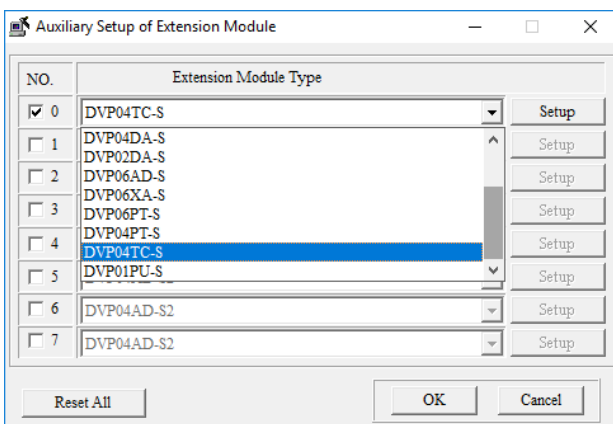 Auxiliary Setup of Extension Module
NO. Extension Module Type
0 DVP04TC-S Setup
1 DVP04DA-S Setup
DVP02DA-S
2 DVP06AD-S Setup
DVP06XA-S
3 DVP06PT-S Setup
DVP04PT-S
4 DVP04TC-S Setup
5 DVP01PU-S Setup
6 DVP04AD-S2 Setup
7 DVP04AD-S2 Setup
Reset All OK Cancel